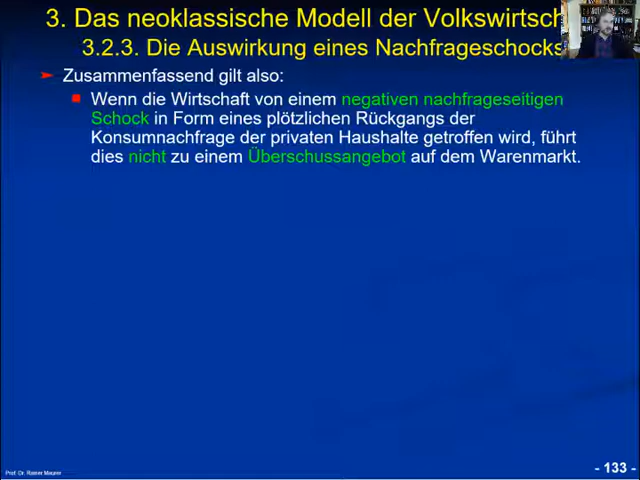 3. Das neoklassische Modell der Volkswirtsch
3.2.3. Die Auswirkung eines Nachfrageschocks
Zusammenfassend gilt also:
Wenn die Wirtschaft von einem negativen nachfrageseitigen
Schock in Form eines plötzlichen Rückgangs der
Konsumnachfrage der privaten Haushalte getroffen wird, führt
dies nicht zu einem Überschussangebot auf dem Warenmarkt.
Prof. Dr. Rainer Maurer
- 133 -